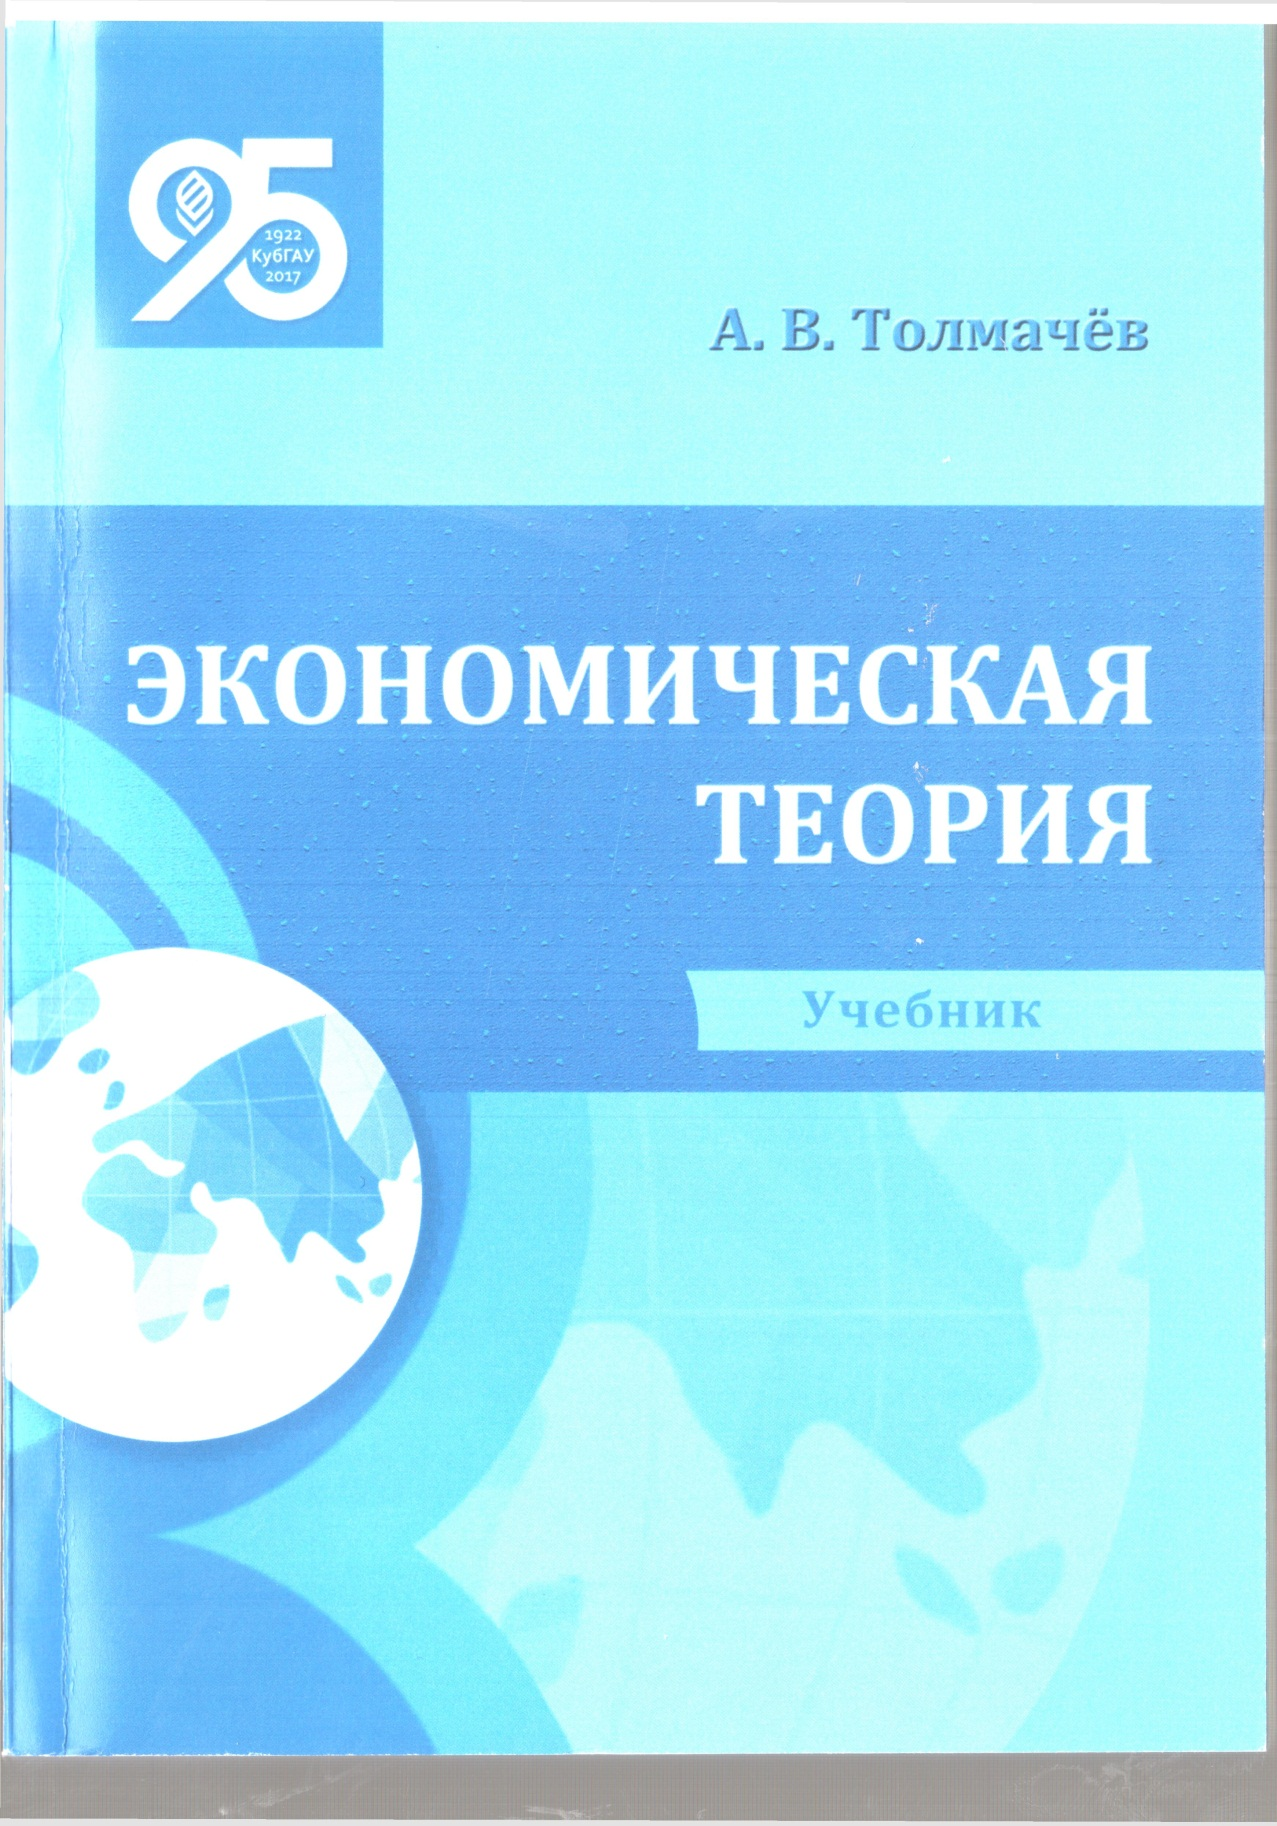 95
1922
КубГАУ
2017
А. В. Толмачёв
ЭКОНОМИЧЕСКАЯ
ТЕОРИЯ
Учебник